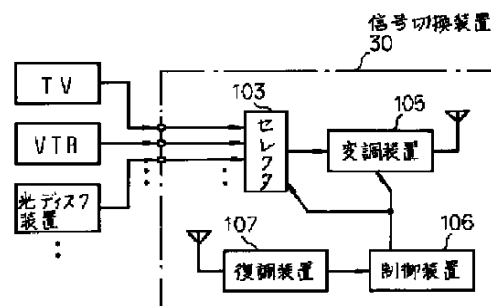 信号切換装置
30
TV
VTR
光ディスク
装置
103
セレクタ
105
変調装置
107
復調装置
106
制御装置